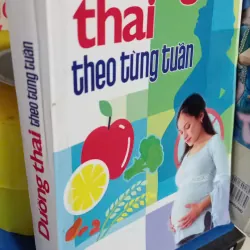 thai
theo từng tuần
Dưỡng thai theo từng tuần